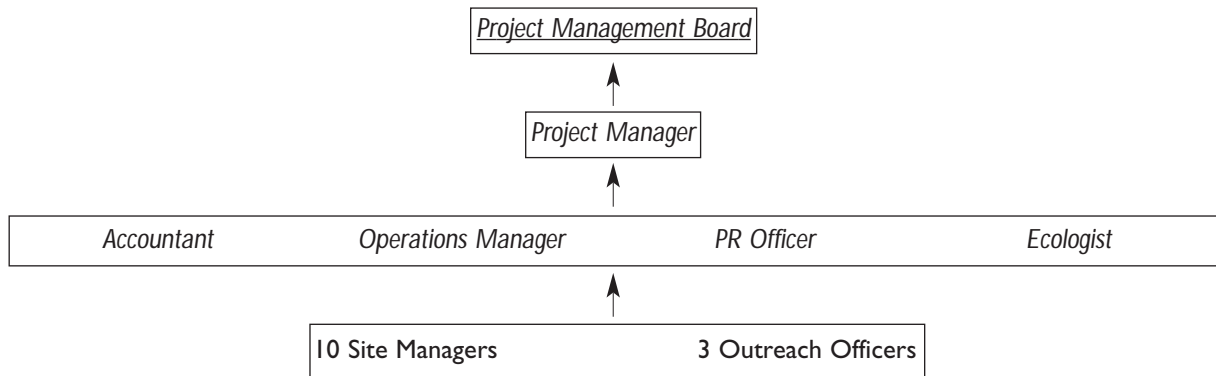 Project Management Board
Project Manager
Accountant Operations Manager PR Officer Ecologist
10 Site Managers 3 Outreach Officers